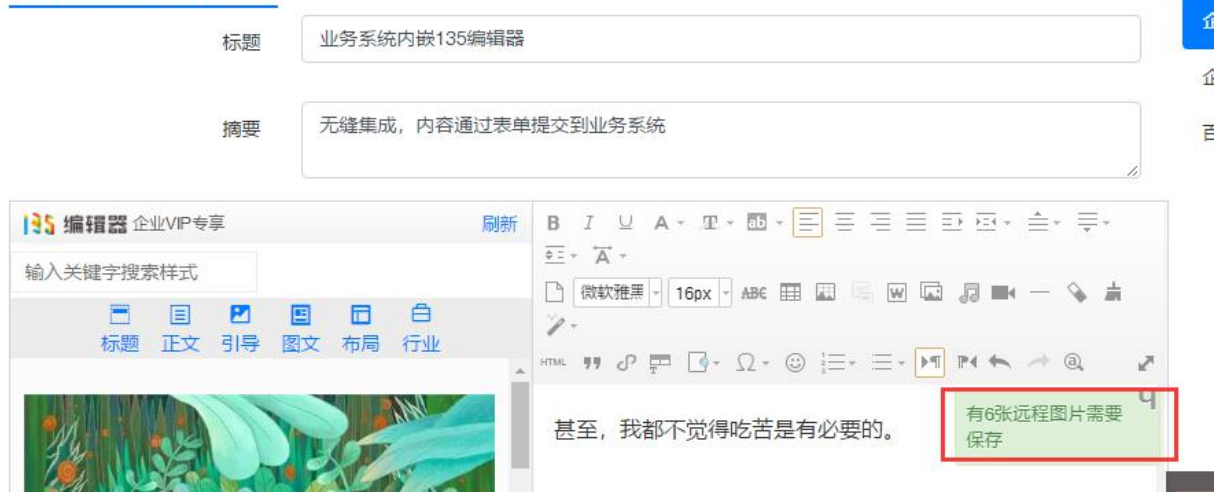 标题
业务系统内嵌135编辑器
摘要
无缝集成，内容通过表单提交到业务系统
企
企
百
135 编辑器 企业VIP专享
刷新
输入关键字搜索样式
标题 正文 引导 图文 布局 行业
微软雅黑
16px
ABC
HTML
甚至，我都不觉得吃苦是有必要的。
有6张远程图片需要
保存